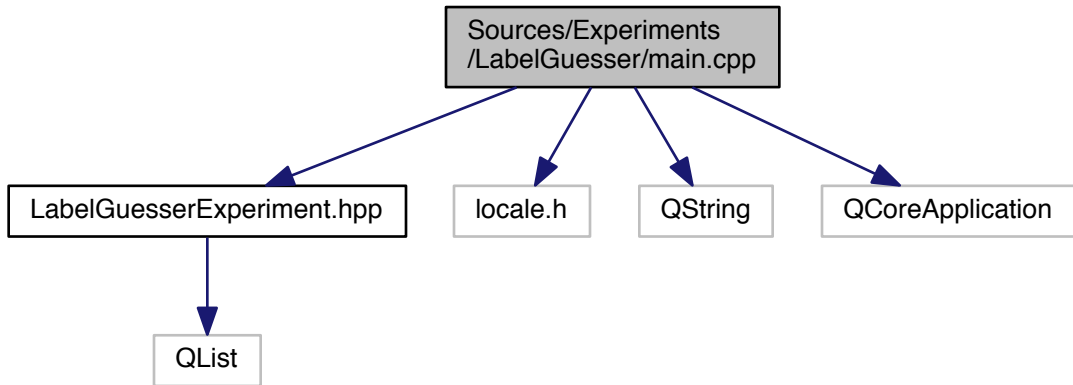 Sources/Experiments
/LabelGuesser/main.cpp
LabelGuesserExperiment.hpp
locale.h
QString
QCoreApplication
QList